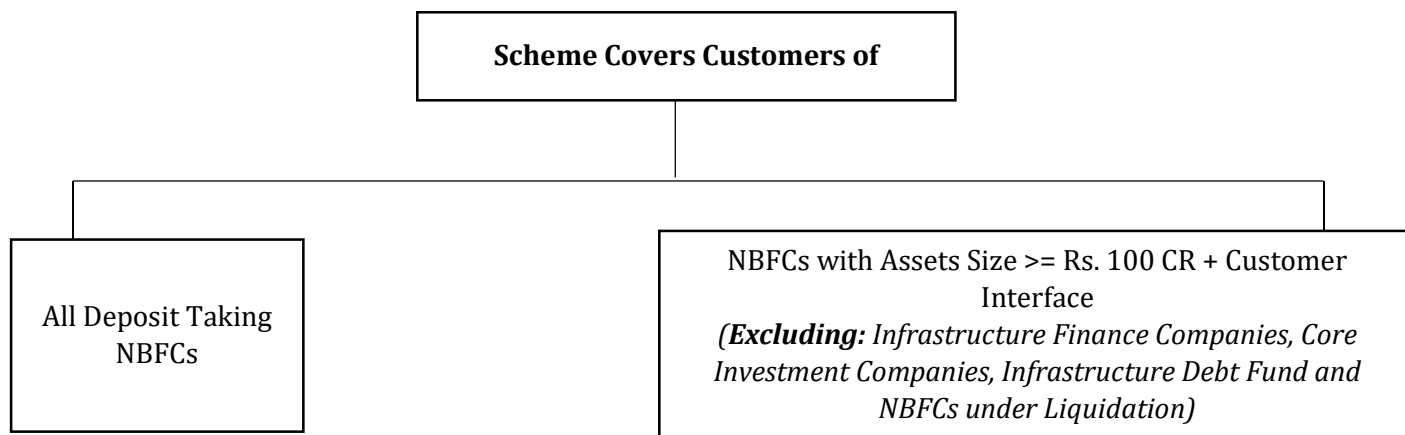 Scheme Covers Customers of
All Deposit Taking
NBFCs
NBFCs with Assets Size >= Rs. 100 CR + Customer
Interface
(Excluding: Infrastructure Finance Companies, Core
Investment Companies, Infrastructure Debt Fund and
NBFCs under Liquidation)